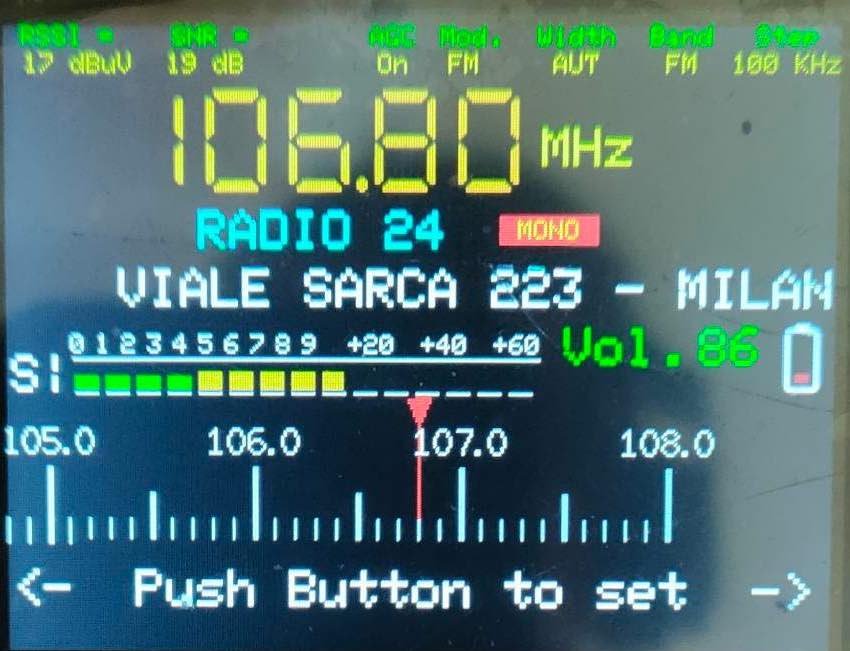 RSSI * SNR * AGC Mod. Width Band Step
17 dBuV 19 dB On FM AUT FM 100 KHz
106.80 MHz
RADIO 24 MONO
VIALE SARCA 223 - MILAN
0 1 2 3 4 5 6 7 8 9 +20 +40 +60 Vol.86
S
105.0 106.0 107.0 108.0
<- Push Button to set ->